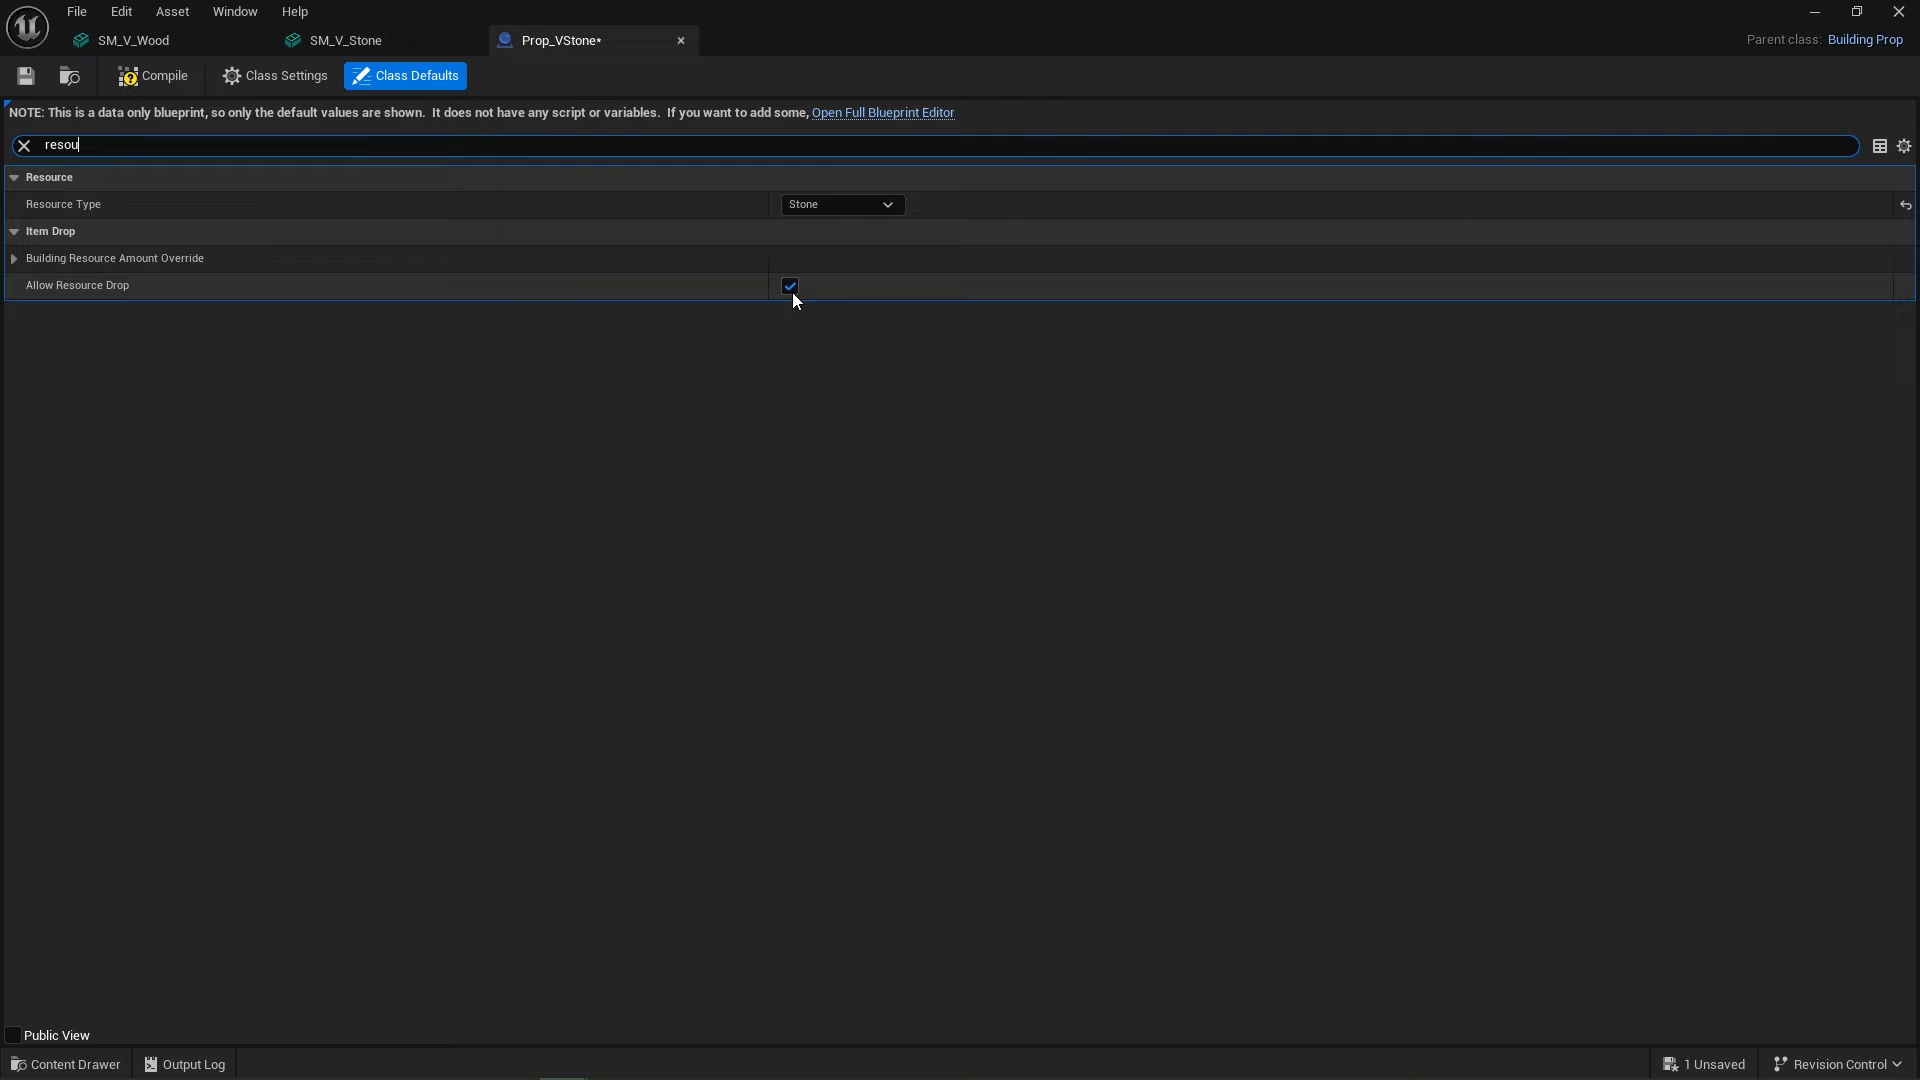 File Edit Asset Window Help
SM_V_Wood SM_V_Stone Prop_VStone* Parent class: Building Prop
Compile Class Settings Class Defaults
NOTE: This is a data only blueprint, so only the default values are shown. It does not have any script or variables. If you want to add some, Open Full Blueprint Editor
resou
Resource
Resource Type Stone
Item Drop
Building Resource Amount Override
Allow Resource Drop
Public View
Content Drawer Output Log 1 Unsaved Revision Control